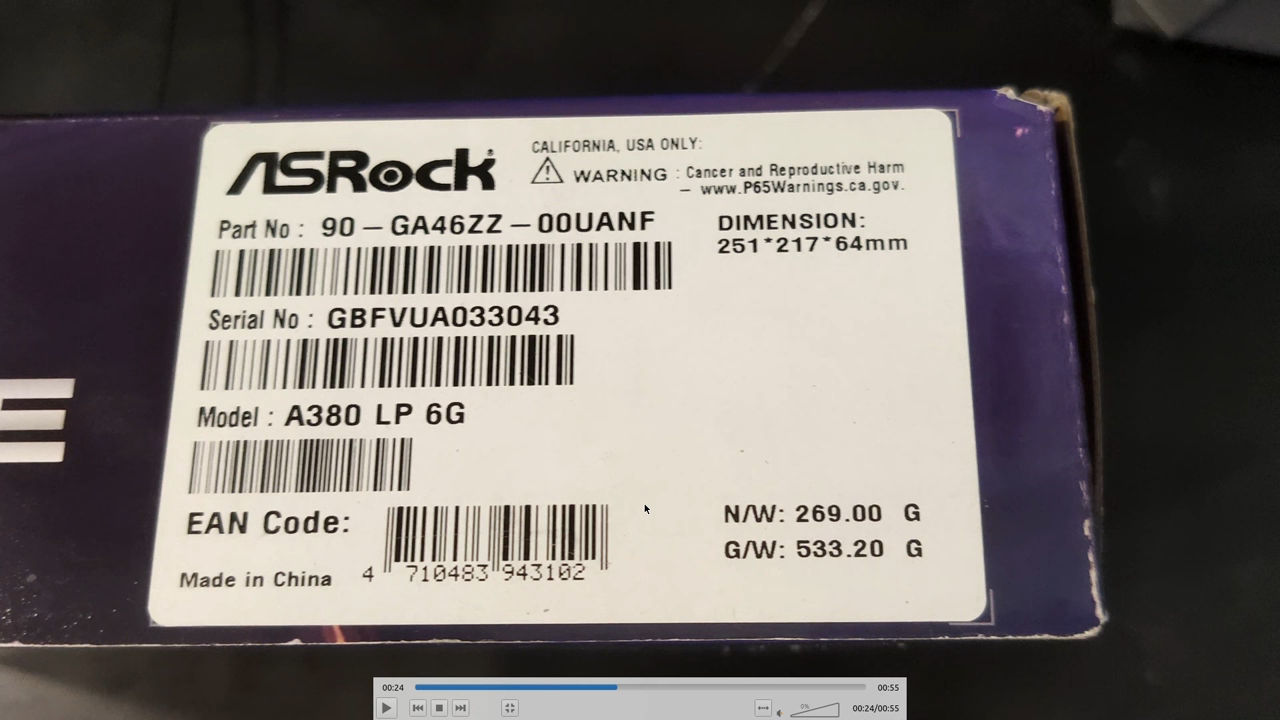 ASRock
CALIFORNIA, USA ONLY:
WARNING : Cancer and Reproductive Harm
– www.P65Warnings.ca.gov.
Part No : 90 – GA46ZZ – 00UANF
DIMENSION:
251*217*64mm
Serial No : GBFVUA033043
Model : A380 LP 6G
EAN Code:
4 710483 943102
N/W: 269.00 G
G/W: 533.20 G
Made in China
00:24
00:55
0%
00:24/00:55